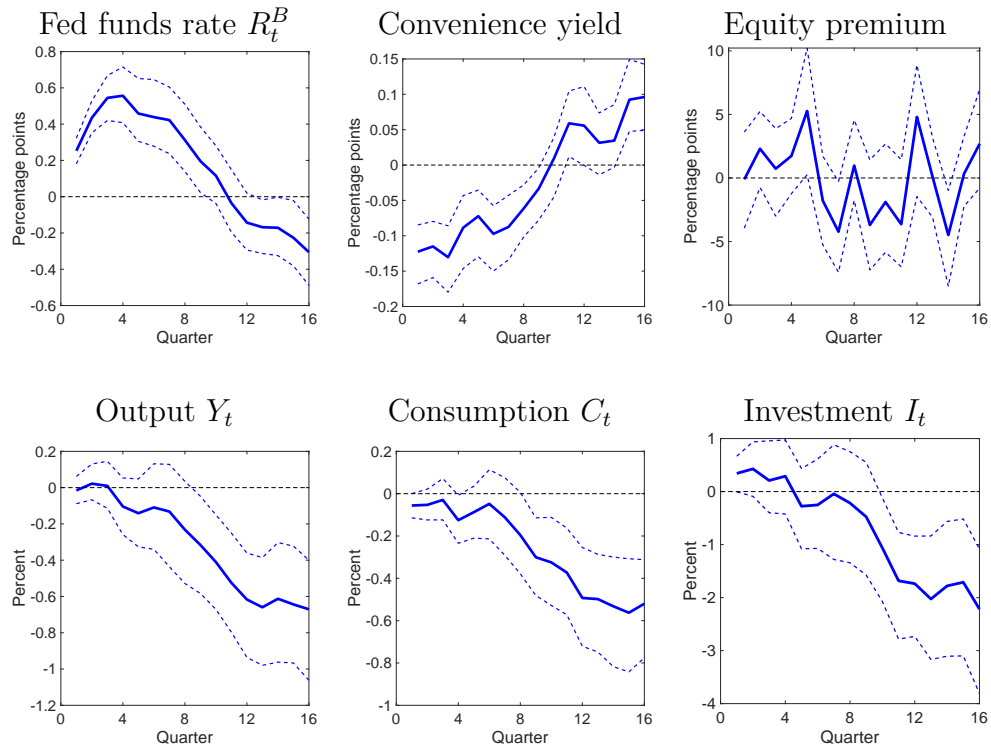 Fed funds rate R_t^B
Convenience yield
Equity premium
Percentage points
0.8
0.6
0.4
0.2
0
-0.2
-0.4
-0.6
0 4 8 12 16
Quarter
Percentage points
0.15
0.1
0.05
0
-0.05
-0.1
-0.15
-0.2
0 4 8 12 16
Quarter
Percentage points
10
5
0
-5
-10
0 4 8 12 16
Quarter
Output Y_t
Consumption C_t
Investment I_t
Percent
0.2
0
-0.2
-0.4
-0.6
-0.8
-1
-1.2
0 4 8 12 16
Quarter
Percent
0.2
0
-0.2
-0.4
-0.6
-0.8
-1
0 4 8 12 16
Quarter
Percent
1
0
-1
-2
-3
-4
0 4 8 12 16
Quarter